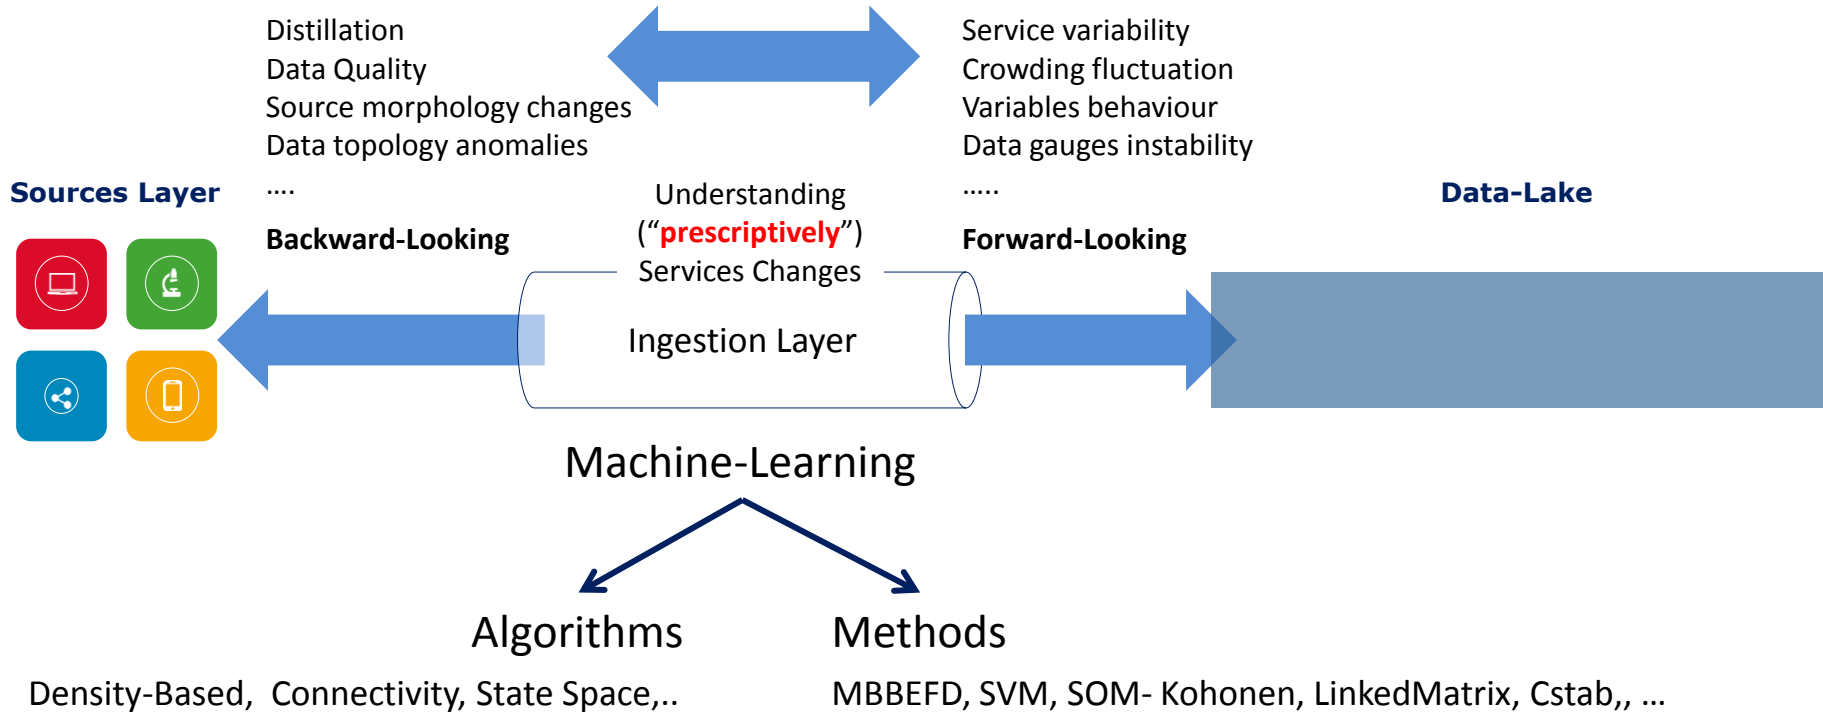 Distillation
Data Quality
Source morphology changes
Data topology anomalies
....
Backward-Looking
Service variability
Crowding fluctuation
Variables behaviour
Data gauges instability
.....
Forward-Looking
Sources Layer
Understanding
(“prescriptively”)
Services Changes
Ingestion Layer
Data-Lake
Machine-Learning
Algorithms
Methods
Density-Based, Connectivity, State Space,..
MBBEFD, SVM, SOM- Kohonen, LinkedMatrix, Cstab,, ...